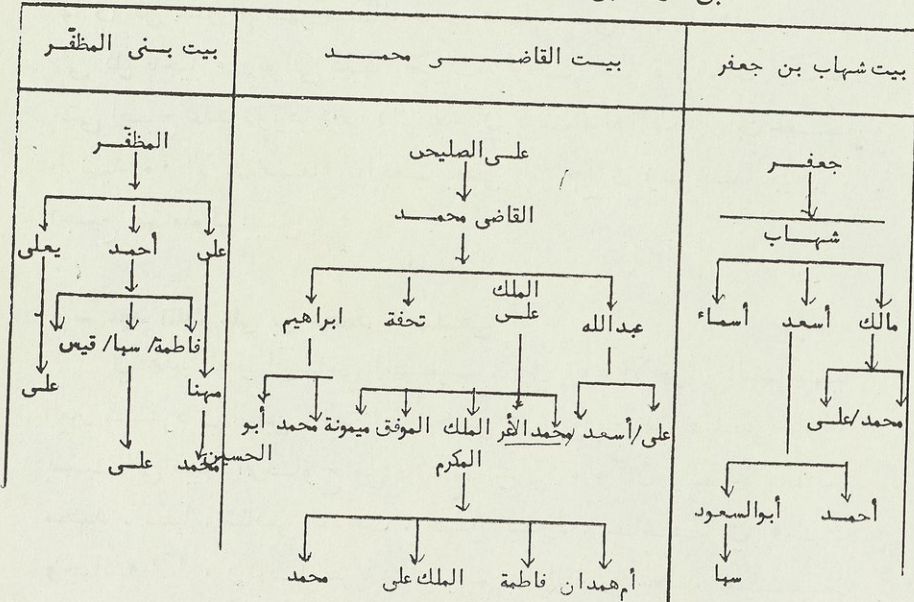 بيت شهاب بن جعفر
جعفر
شهاب
مالك أسعد أسماء
محمد/على
أحمد أبوالسعود
سبا
بيت القاضى محمد
على الصليحى
القاضى محمد
عبدالله الملك على تحفة ابراهيم
على/أسعد /محمد الأغر الملك المكرم الموفق ميمونة محمد أبو الحسين
أم همدان فاطمة الملك على محمد
بيت بنى المظفّر
المظفّر
على أحمد يعلى
فاطمة/ سبا/ قيس
مهنا على
محمد على